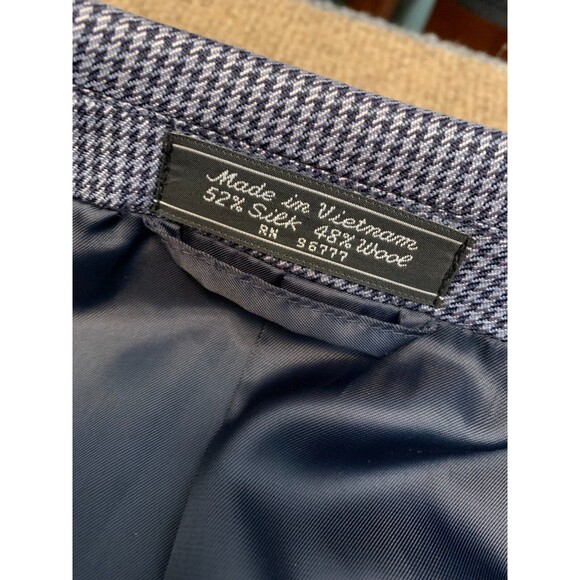 Made in Vietnam
52% Silk 48% Wool
RN 96777